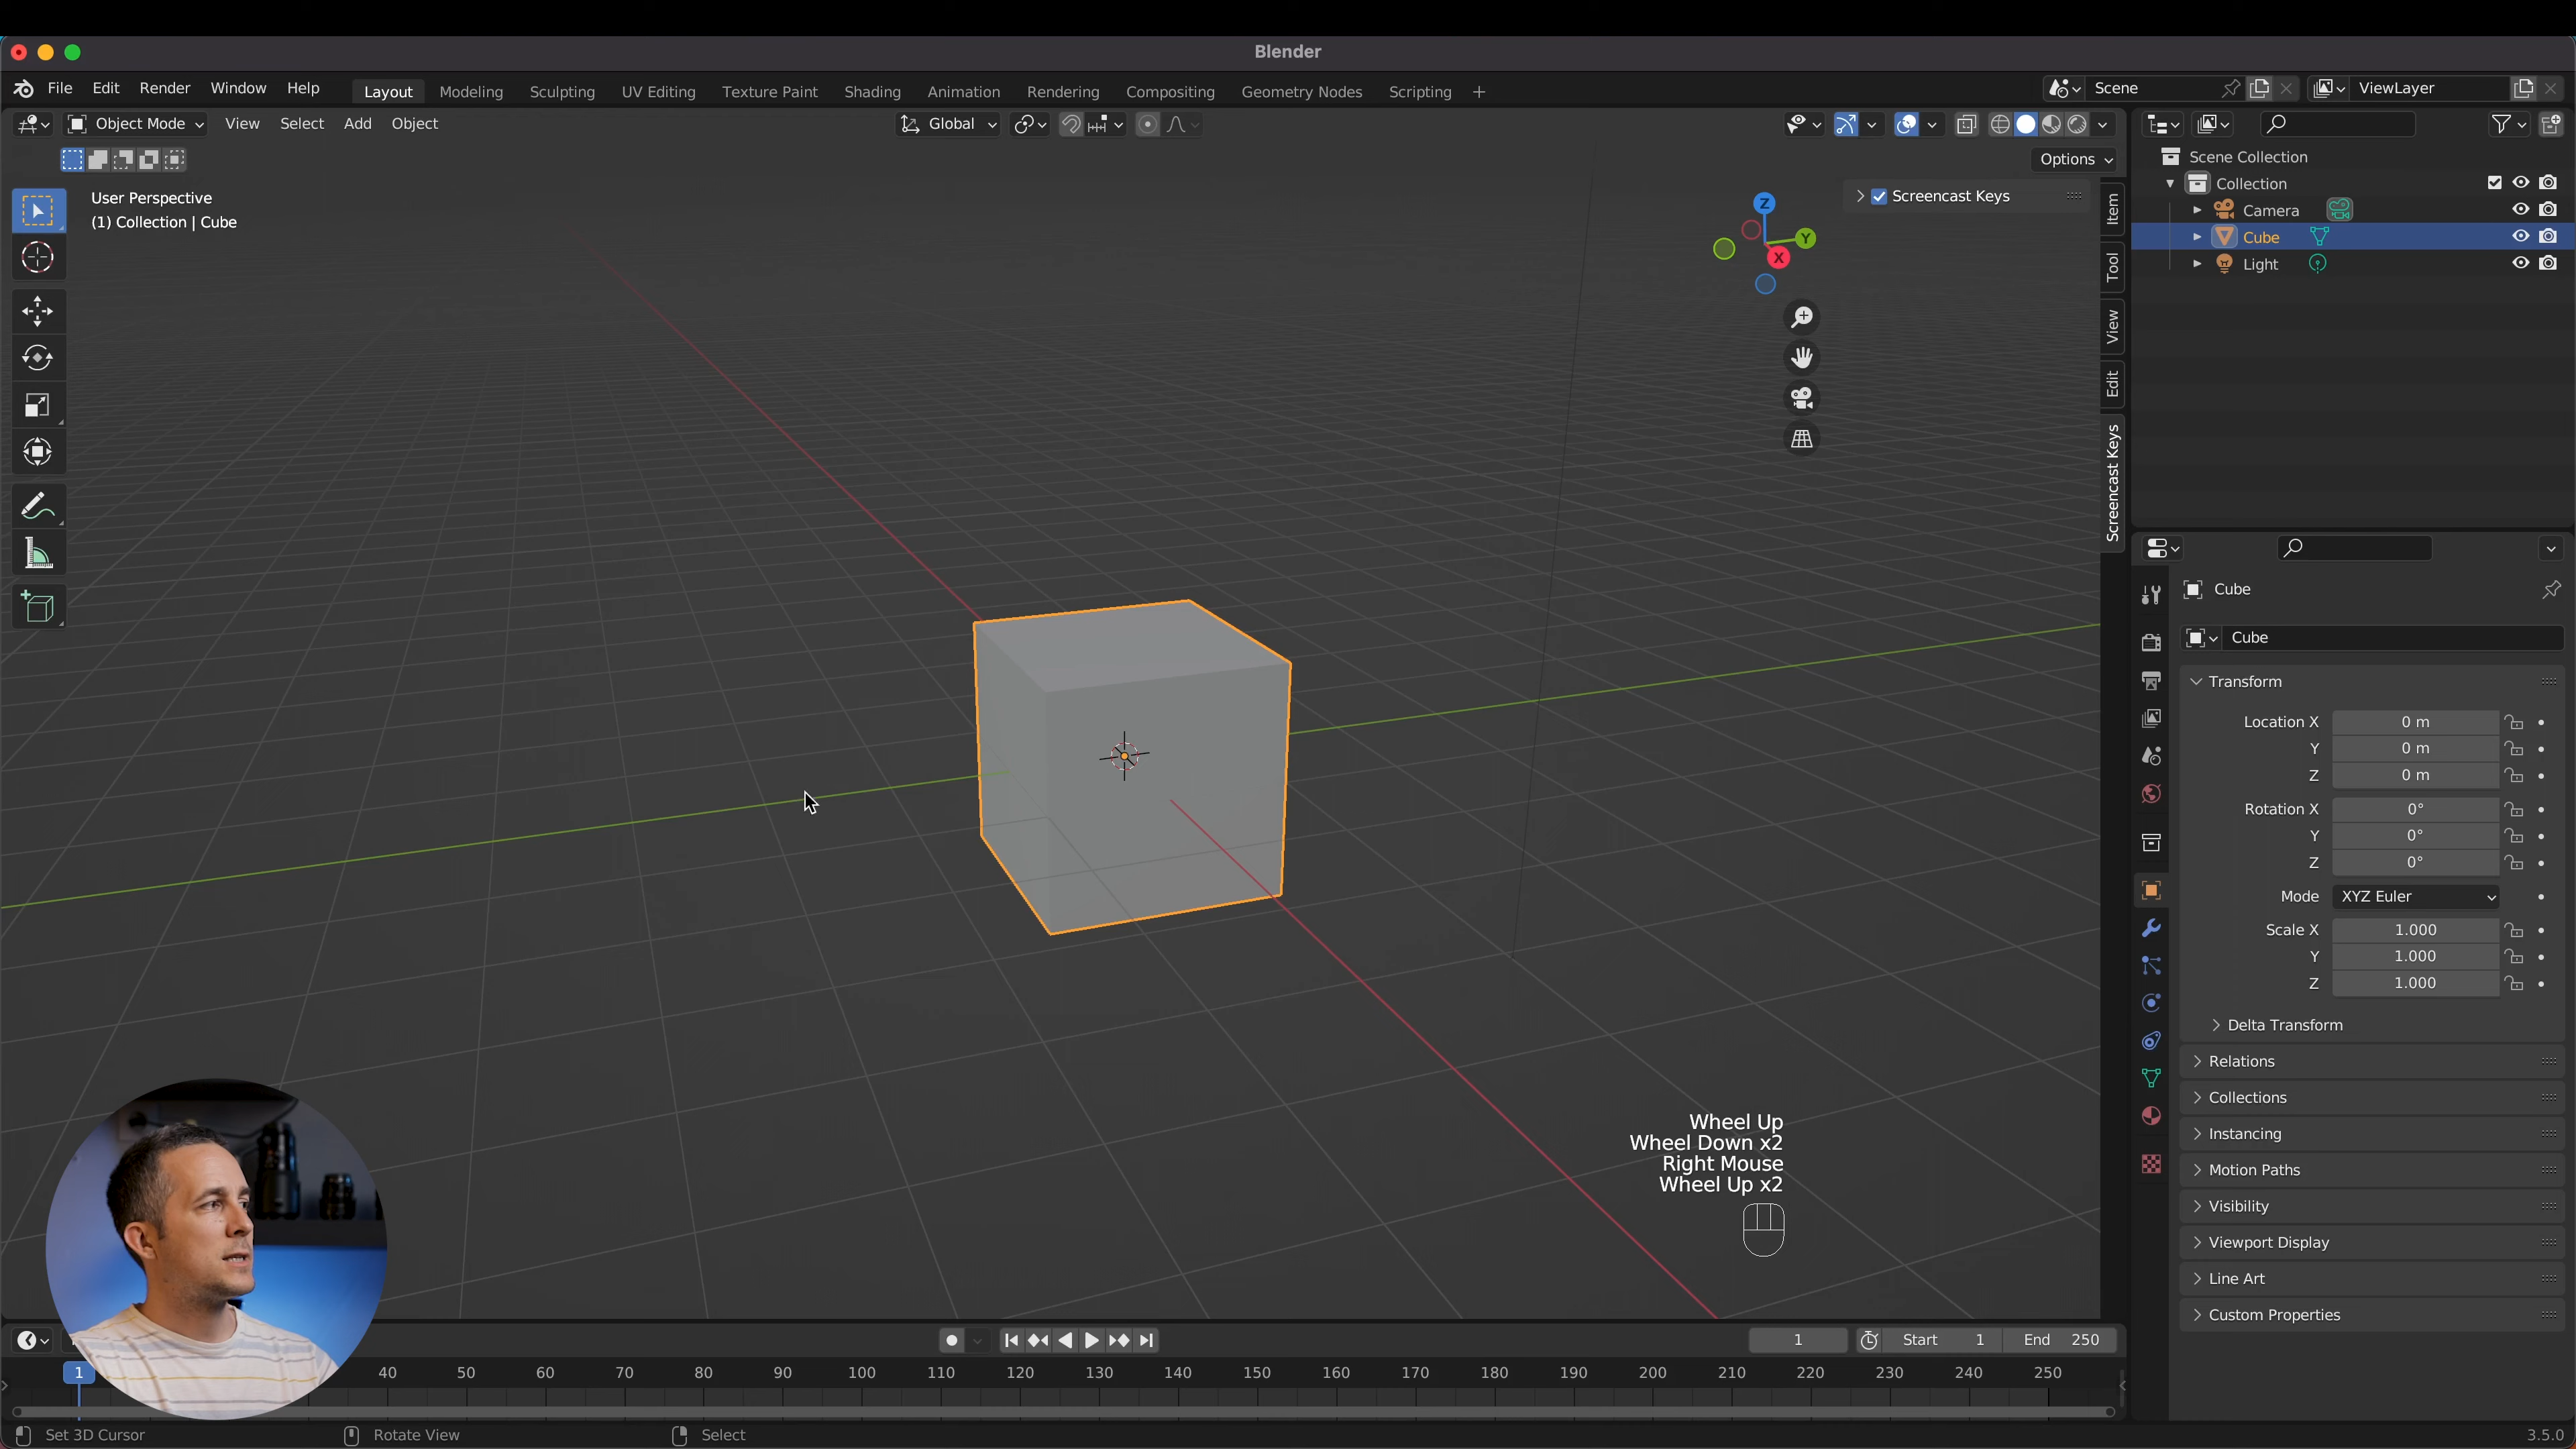 Blender
File Edit Render Window Help Layout Modeling Sculpting UV Editing Texture Paint Shading Animation Rendering Compositing Geometry Nodes Scripting + Scene ViewLayer
Object Mode View Select Add Object Global
Options
User Perspective
(1) Collection | Cube
Screencast Keys
Z
Y
X
Item
Tool
View
Edit
Screencast Keys
Scene Collection
Collection
Camera
Cube
Light
Cube
Cube
Transform
Location X 0 m
Y 0 m
Z 0 m
Rotation X 0°
Y 0°
Z 0°
Mode XYZ Euler
Scale X 1.000
Y 1.000
Z 1.000
Delta Transform
Relations
Collections
Instancing
Motion Paths
Visibility
Viewport Display
Line Art
Custom Properties
Wheel Up
Wheel Down x2
Right Mouse
Wheel Up x2
1 Start 1 End 250
1 40 50 60 70 80 90 100 110 120 130 140 150 160 170 180 190 200 210 220 230 240 250
Set 3D Cursor Rotate View Select 3.5.0